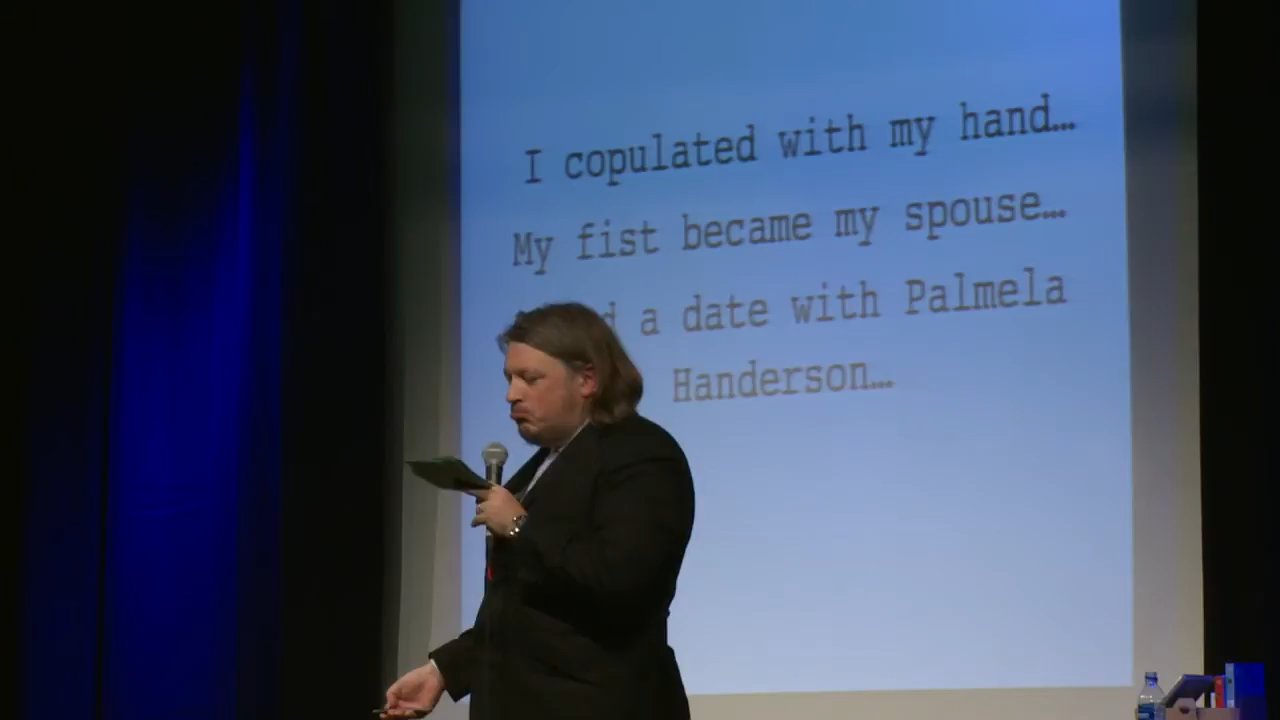 I copulated with my hand...
My fist became my spouse...
a date with Palmela
Handerson...